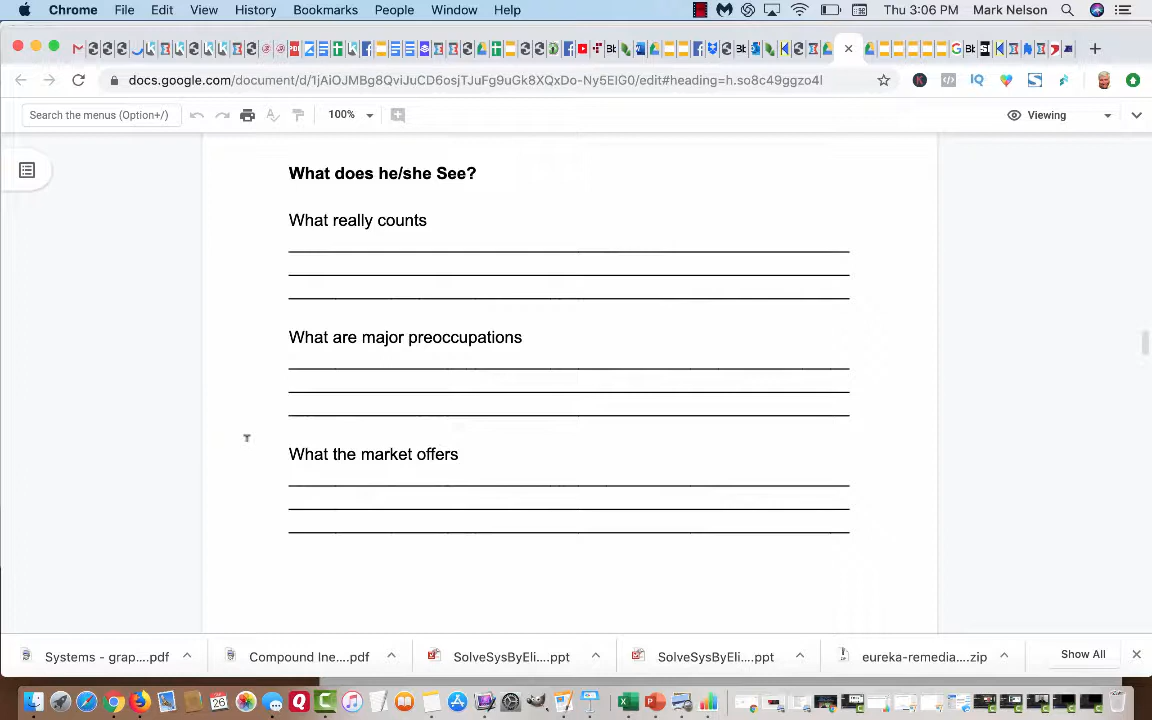 Chrome File Edit View History Bookmarks People Window Help Thu 3:06 PM Mark Nelson
docs.google.com/document/d/1jAiOJMBg8QviJuCD6osjTJuFg9uGk8XQxDo-Ny5EIG0/edit#heading=h.so8c49ggzo4l
Search the menus (Option+/) 100% Viewing
What does he/she See?
What really counts
What are major preoccupations
What the market offers
Systems - grap....pdf Compound Ine....pdf SolveSysByEli....ppt SolveSysByEli....ppt eureka-remedia....zip Show All